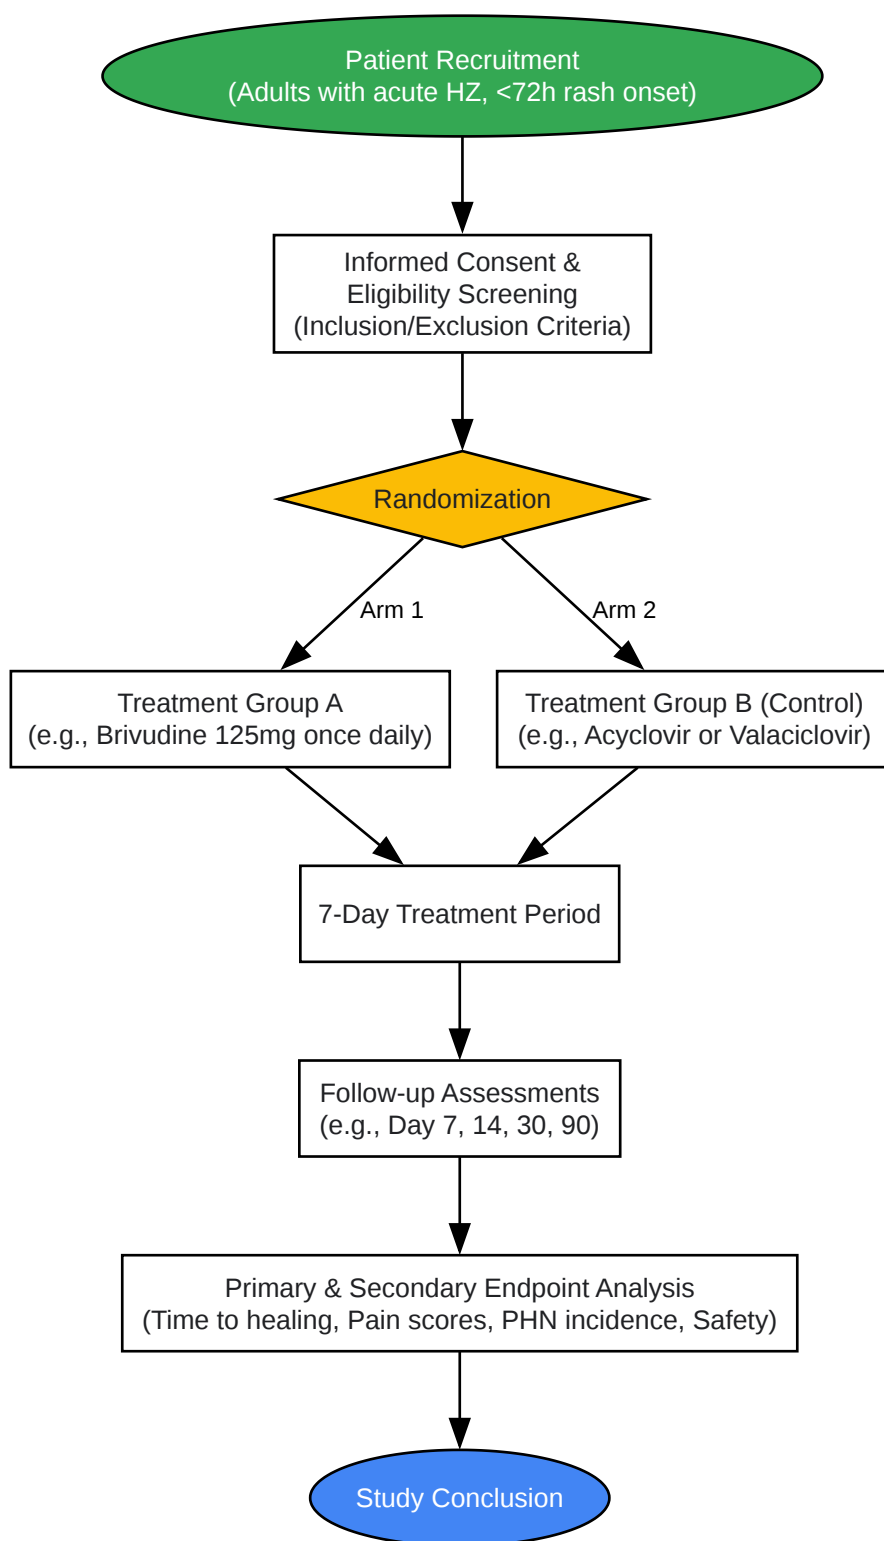 Patient Recruitment
(Adults with acute HZ, <72h rash onset)
Informed Consent &
Eligibility Screening
(Inclusion/Exclusion Criteria)
Randomization
Arm 1
Arm 2
Treatment Group A
(e.g., Brivudine 125mg once daily)
Treatment Group B (Control)
(e.g., Acyclovir or Valaciclovir)
7-Day Treatment Period
Follow-up Assessments
(e.g., Day 7, 14, 30, 90)
Primary & Secondary Endpoint Analysis
(Time to healing, Pain scores, PHN incidence, Safety)
Study Conclusion